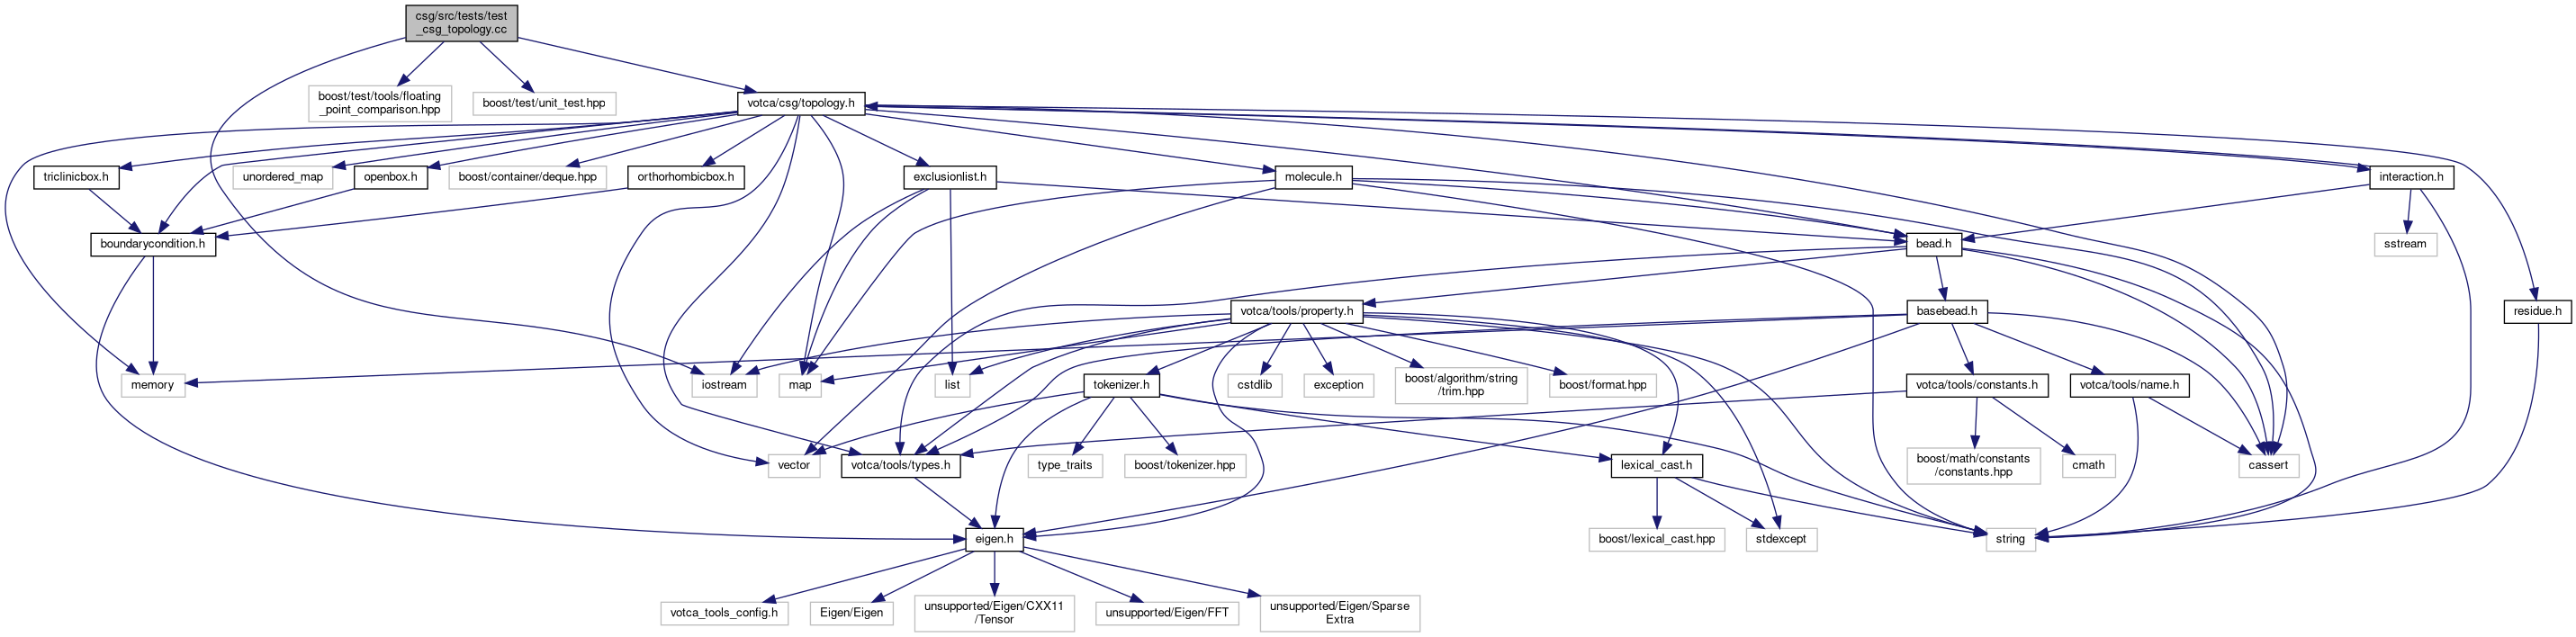 csg/src/tests/test
_csg_topology.cc
boost/test/tools/floating
_point_comparison.hpp
boost/test/unit_test.hpp
votca/csg/topology.h
triclinicbox.h
unordered_map
openbox.h
boost/container/deque.hpp
orthorhombicbox.h
exclusionlist.h
molecule.h
interaction.h
boundarycondition.h
bead.h
sstream
votca/tools/property.h
basebead.h
residue.h
memory
iostream
map
list
tokenizer.h
cstdlib
exception
boost/algorithm/string
/trim.hpp
boost/format.hpp
votca/tools/constants.h
votca/tools/name.h
vector
votca/tools/types.h
type_traits
boost/tokenizer.hpp
lexical_cast.h
boost/math/constants
/constants.hpp
cmath
cassert
eigen.h
boost/lexical_cast.hpp
stdexcept
string
votca_tools_config.h
Eigen/Eigen
unsupported/Eigen/CXX11
/Tensor
unsupported/Eigen/FFT
unsupported/Eigen/Sparse
Extra